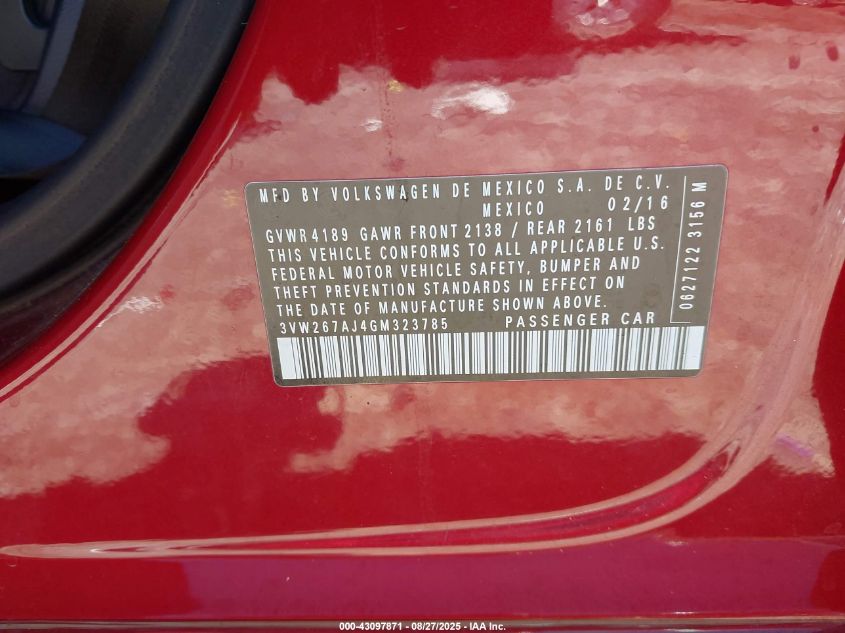 MFD BY VOLKSWAGEN DE MEXICO S.A. DE C.V.
MEXICO 02/16
GVWR 4189 GAWR FRONT 2138 / REAR 2161 LBS
THIS VEHICLE CONFORMS TO ALL APPLICABLE U.S.
FEDERAL MOTOR VEHICLE SAFETY, BUMPER AND
THEFT PREVENTION STANDARDS IN EFFECT ON
THE DATE OF MANUFACTURE SHOWN ABOVE.
3VW267AJ4GM323785 PASSENGER CAR
0627122 3156 M
000-43097871 - 08/27/2025 - IAA Inc.